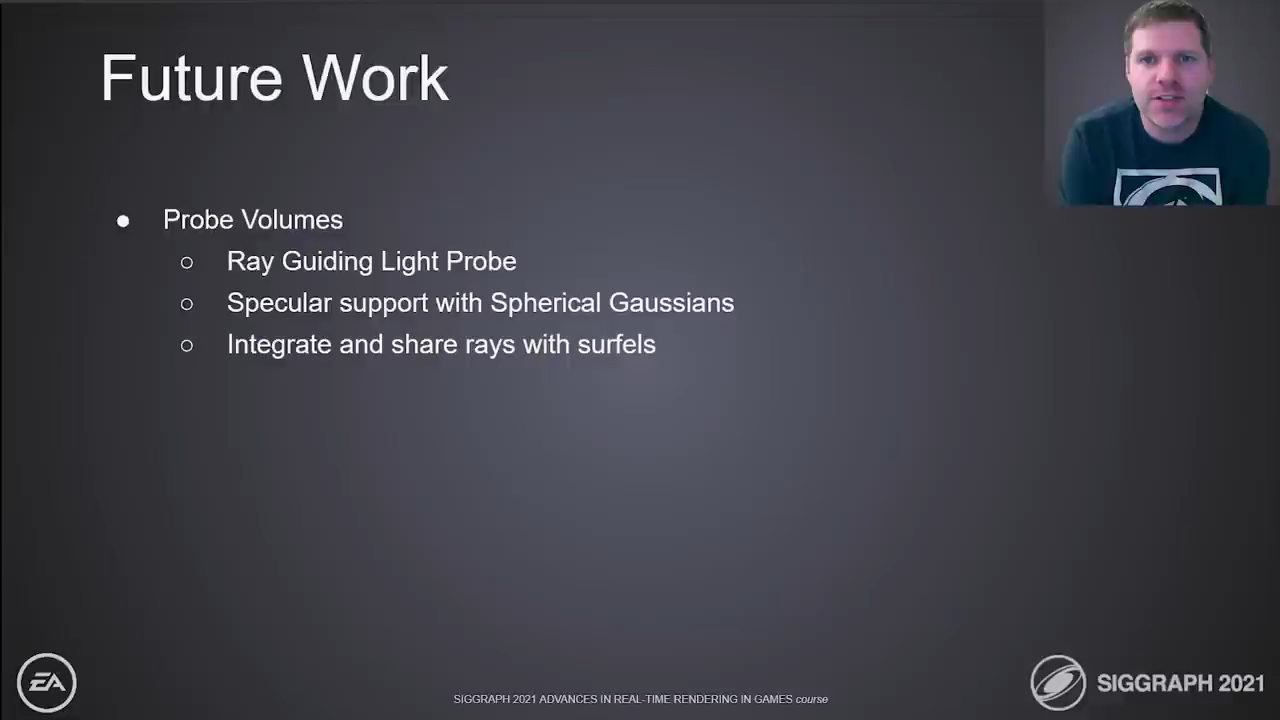 Future Work
● Probe Volumes
○ Ray Guiding Light Probe
○ Specular support with Spherical Gaussians
○ Integrate and share rays with surfels
EA
SIGGRAPH 2021 ADVANCES IN REAL-TIME RENDERING IN GAMES course
SIGGRAPH 2021